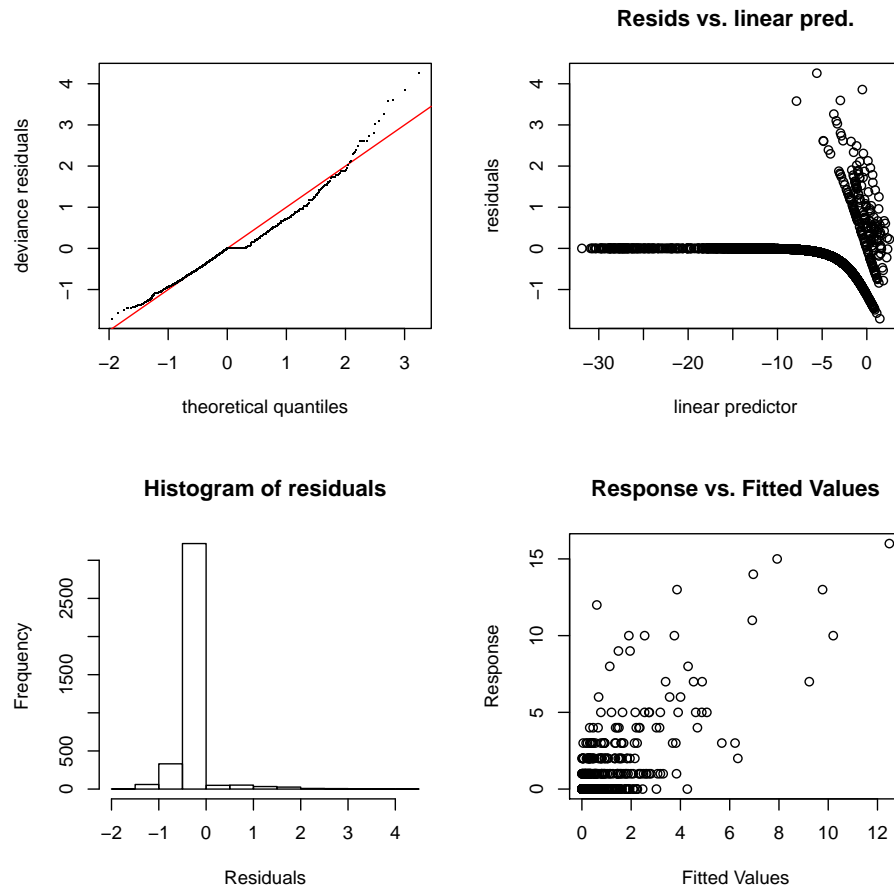 deviance residuals
4
3
2
1
0
−1
−2 −1 0 1 2 3
theoretical quantiles
Resids vs. linear pred.
residuals
4
3
2
1
0
−1
−30 −20 −10 −5 0
linear predictor
Histogram of residuals
Frequency
2500
1500
500
0
−2 −1 0 1 2 3 4
Residuals
Response vs. Fitted Values
Response
15
10
5
0
0 2 4 6 8 10 12
Fitted Values